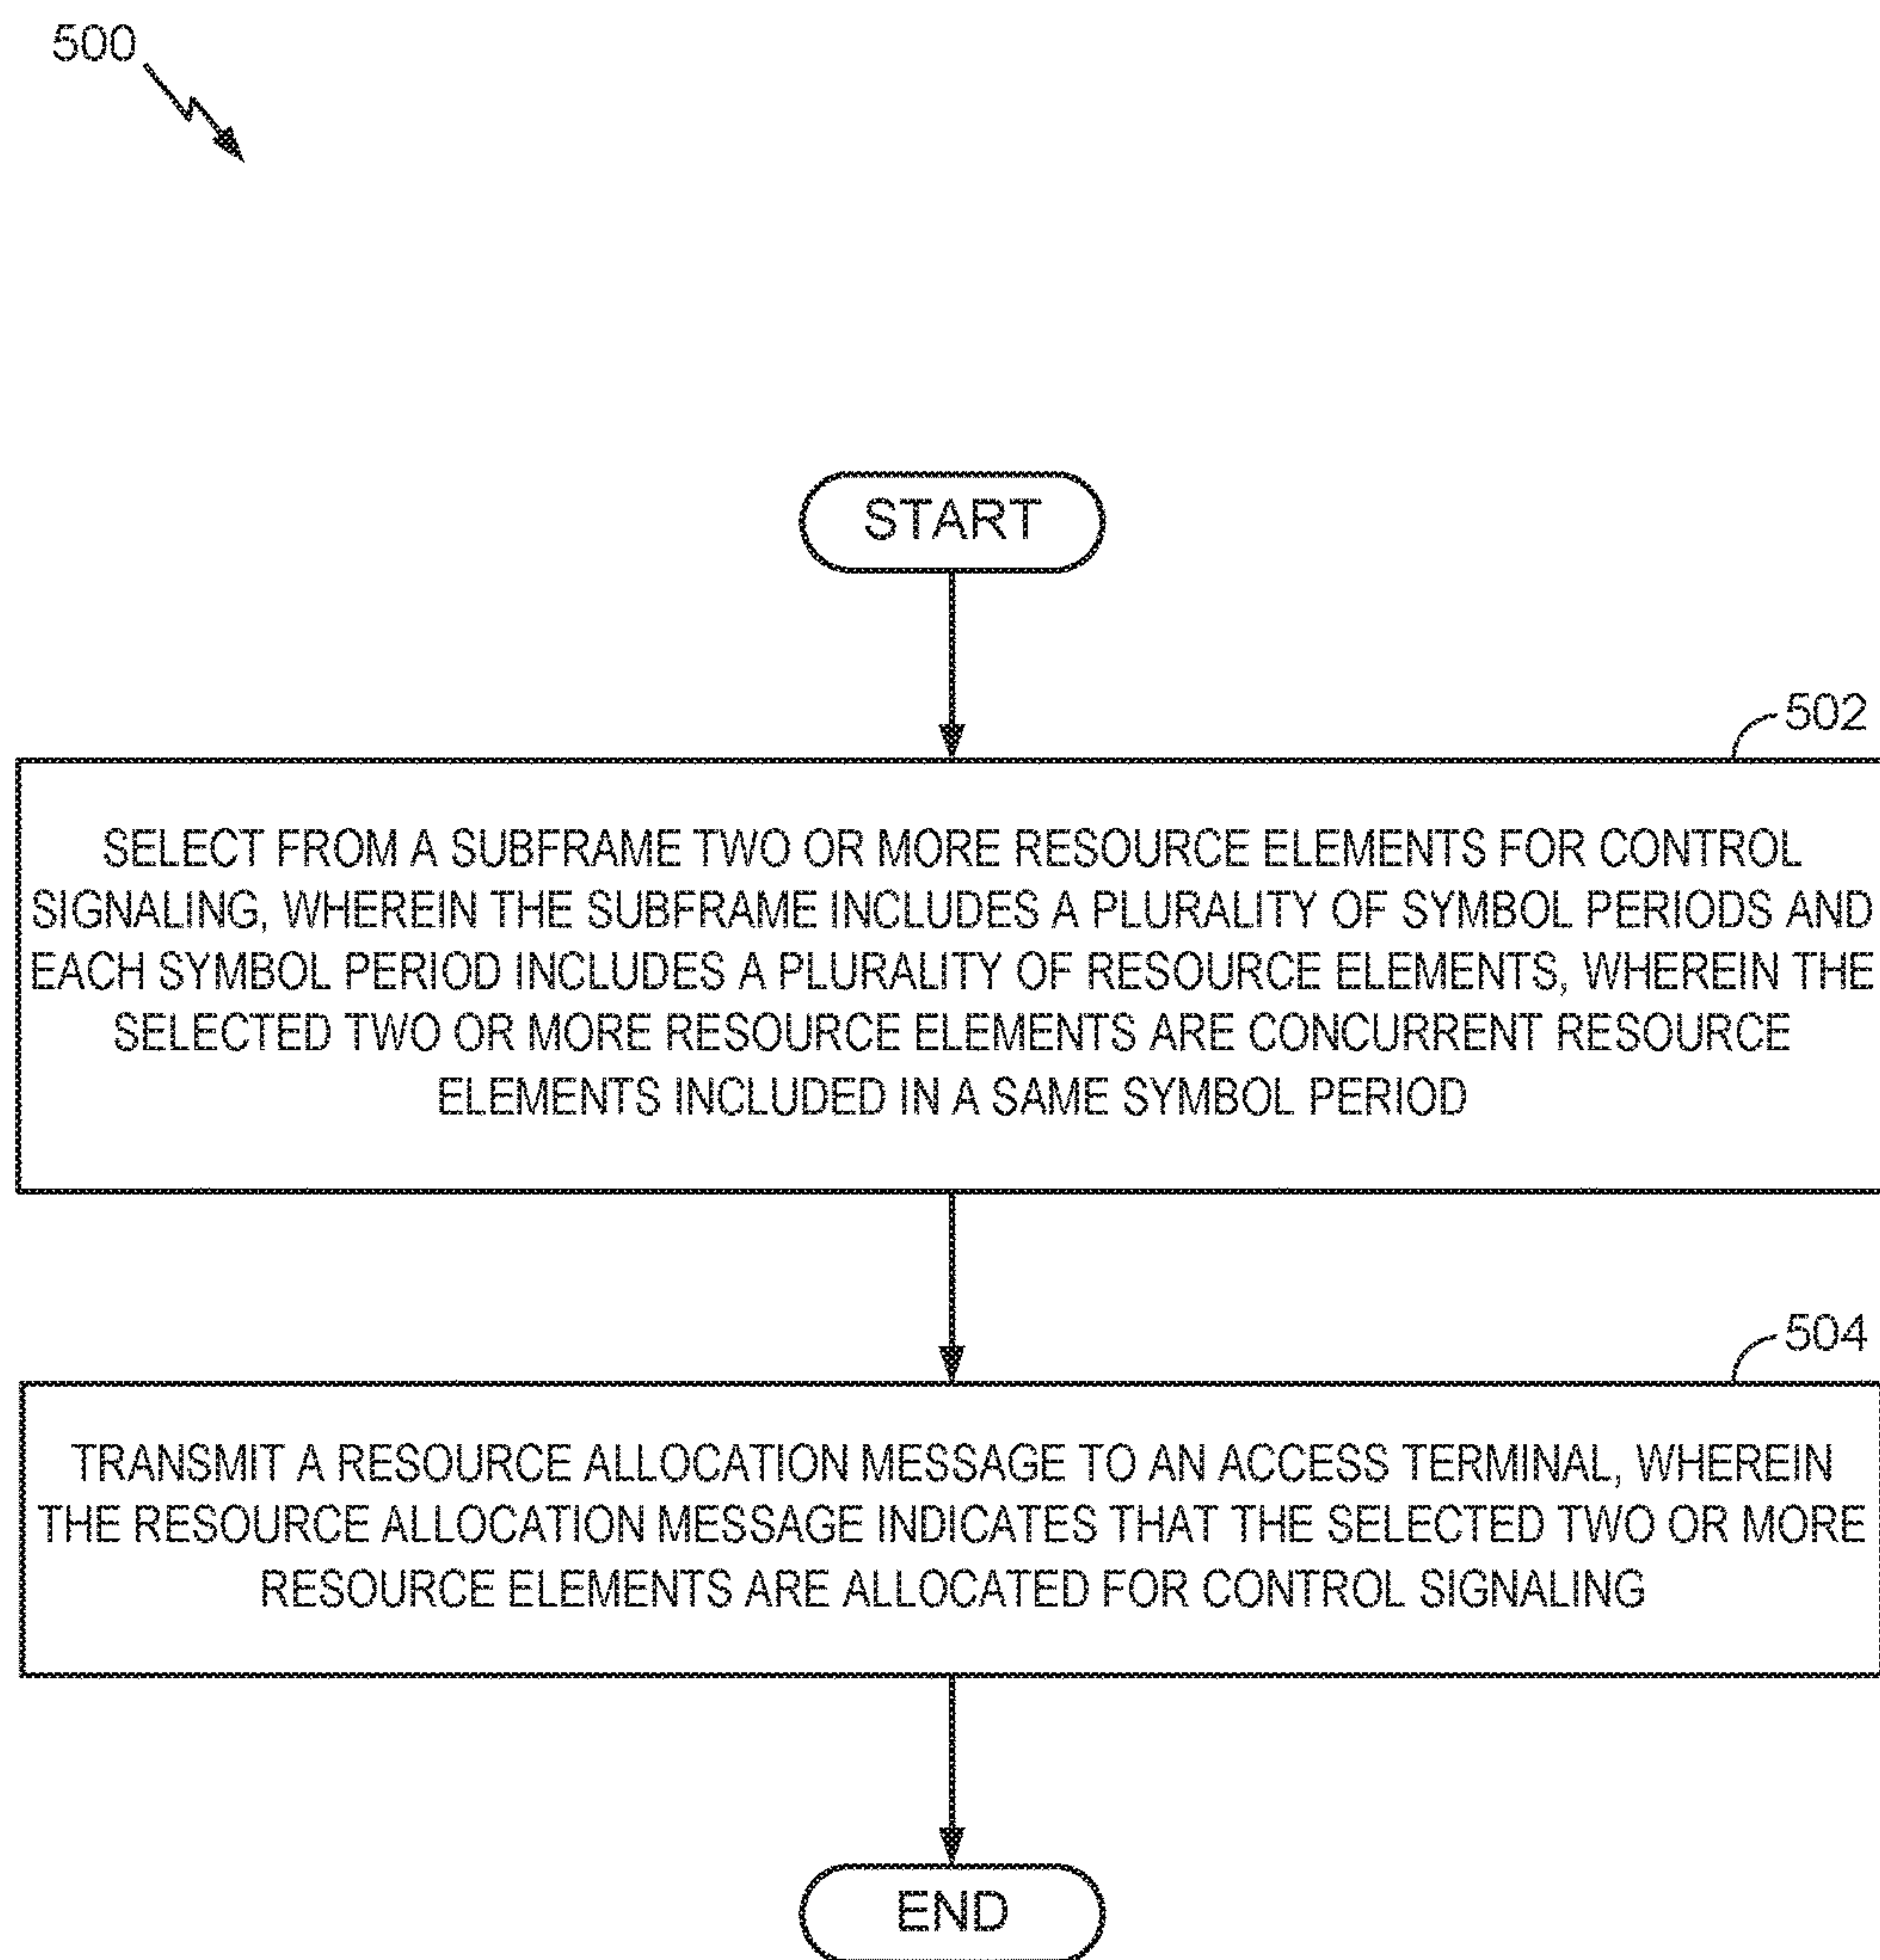 500
START
502
SELECT FROM A SUBFRAME TWO OR MORE RESOURCE ELEMENTS FOR CONTROL
SIGNALING, WHEREIN THE SUBFRAME INCLUDES A PLURALITY OF SYMBOL PERIODS AND
EACH SYMBOL PERIOD INCLUDES A PLURALITY OF RESOURCE ELEMENTS, WHEREIN THE
SELECTED TWO OR MORE RESOURCE ELEMENTS ARE CONCURRENT RESOURCE
ELEMENTS INCLUDED IN A SAME SYMBOL PERIOD
504
TRANSMIT A RESOURCE ALLOCATION MESSAGE TO AN ACCESS TERMINAL, WHEREIN
THE RESOURCE ALLOCATION MESSAGE INDICATES THAT THE SELECTED TWO OR MORE
RESOURCE ELEMENTS ARE ALLOCATED FOR CONTROL SIGNALING
END